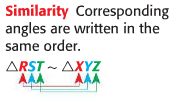 Similarity Corresponding
angles are written in the
same order.
△RST ~ △XYZ